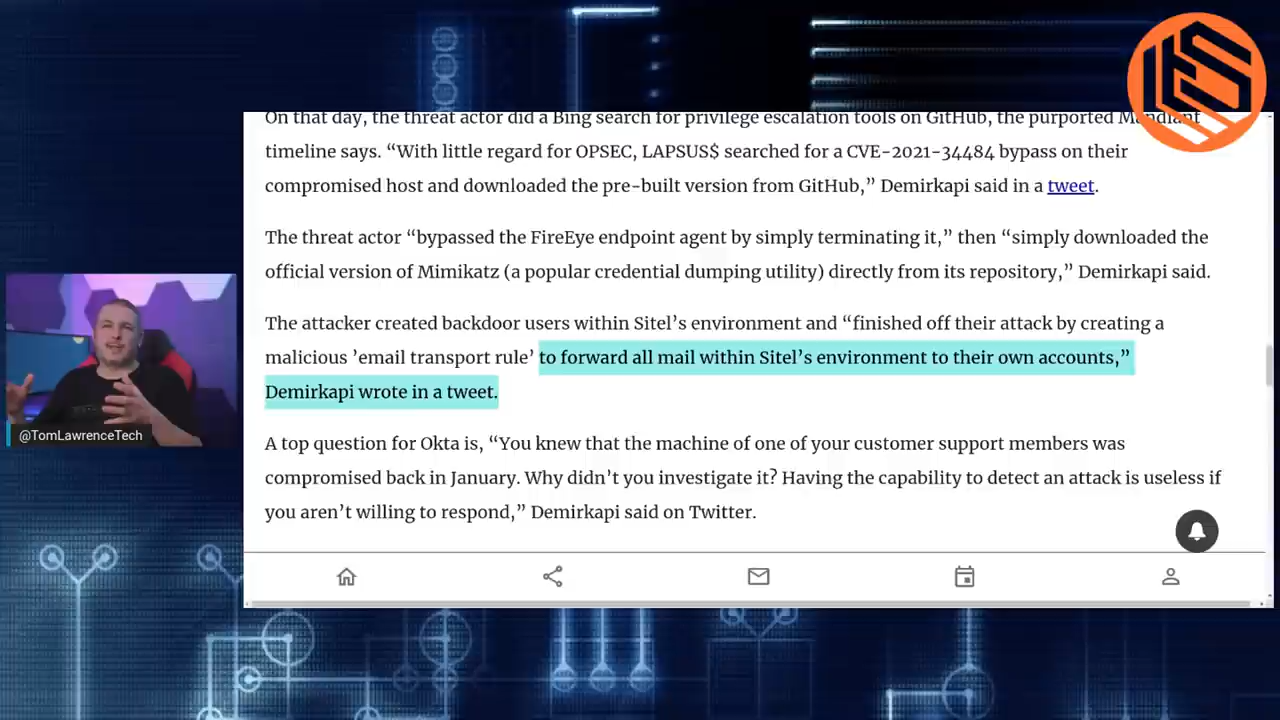 On that day, the threat actor did a Bing search for privilege escalation tools on GitHub, the purported Mandiant
timeline says. “With little regard for OPSEC, LAPSUS$ searched for a CVE-2021-34484 bypass on their
compromised host and downloaded the pre-built version from GitHub,” Demirkapi said in a tweet.
The threat actor “bypassed the FireEye endpoint agent by simply terminating it,” then “simply downloaded the
official version of Mimikatz (a popular credential dumping utility) directly from its repository,” Demirkapi said.
The attacker created backdoor users within Sitel’s environment and “finished off their attack by creating a
malicious ’email transport rule’ to forward all mail within Sitel’s environment to their own accounts,”
Demirkapi wrote in a tweet.
A top question for Okta is, “You knew that the machine of one of your customer support members was
compromised back in January. Why didn’t you investigate it? Having the capability to detect an attack is useless if
you aren’t willing to respond,” Demirkapi said on Twitter.
@TomLawrenceTech